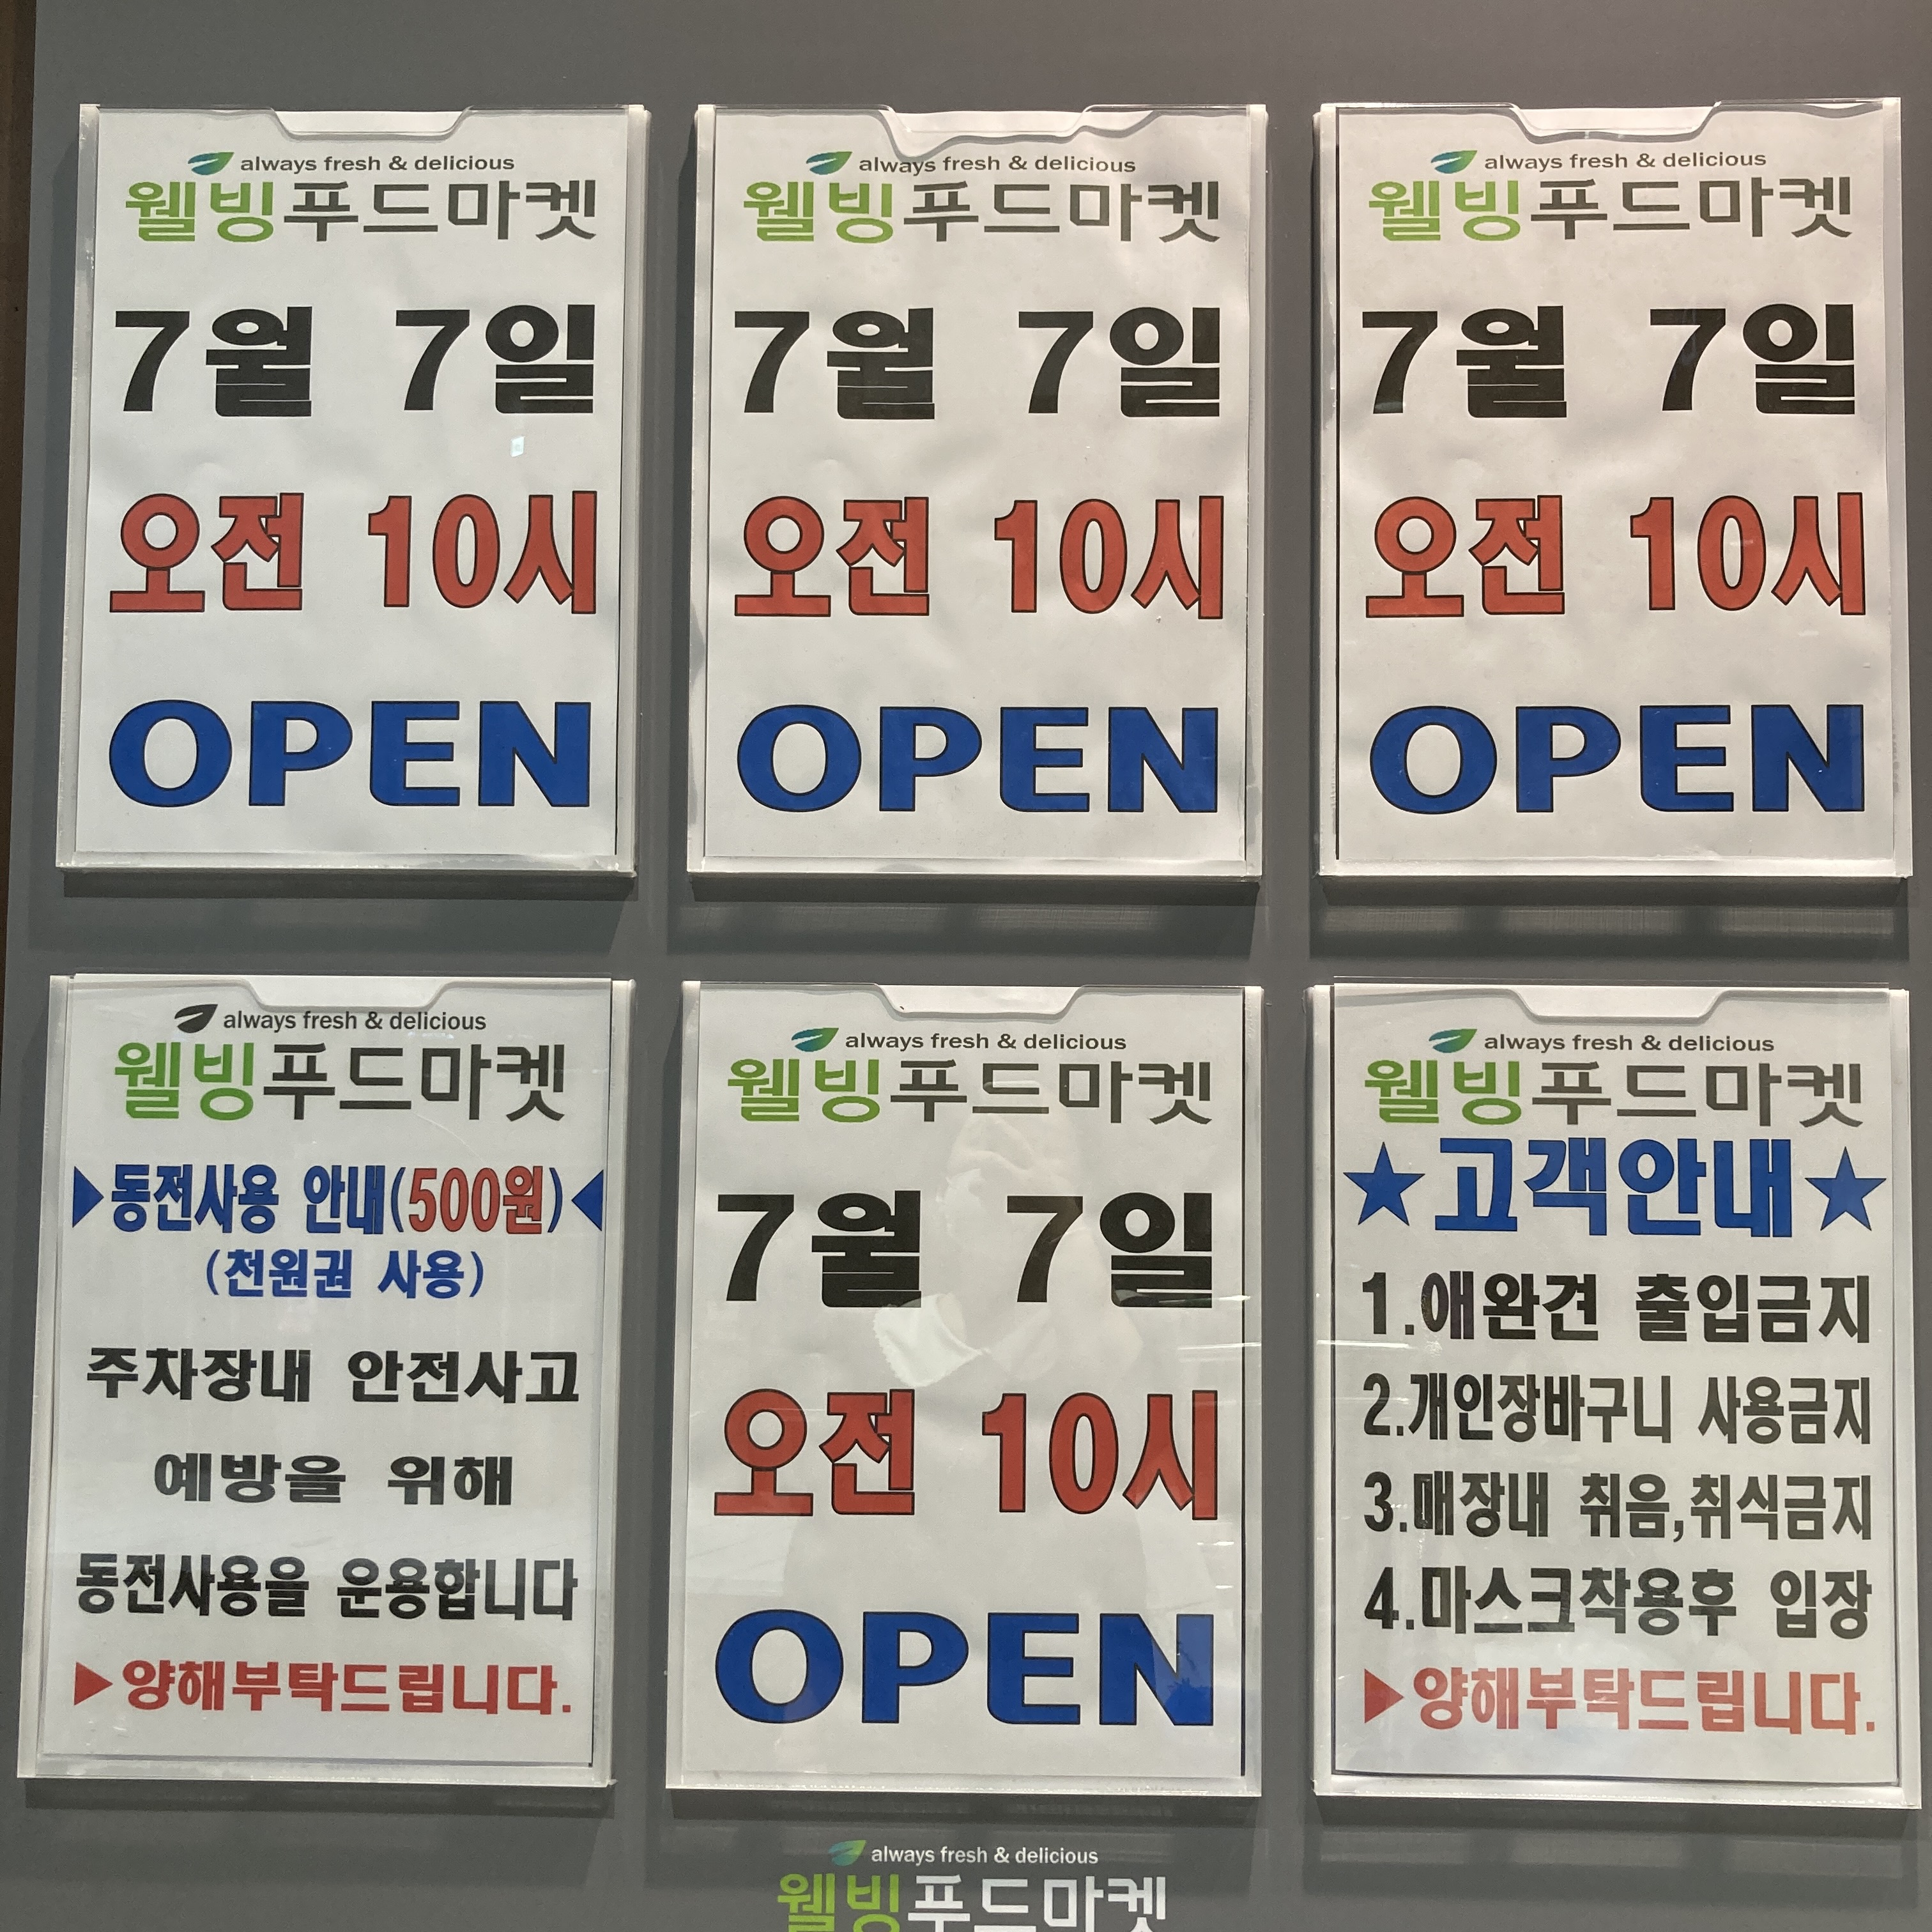 always fresh & delicious
웰빙푸드마켓
7월 7일
오전 10시
OPEN
always fresh & delicious
웰빙푸드마켓
7월 7일
오전 10시
OPEN
always fresh & delicious
웰빙푸드마켓
7월 7일
오전 10시
OPEN
always fresh & delicious
웰빙푸드마켓
▶동전사용 안내(500원)◀
(천원권 사용)
주차장내 안전사고
예방을 위해
동전사용을 운용합니다
▶양해부탁드립니다.
always fresh & delicious
웰빙푸드마켓
7월 7일
오전 10시
OPEN
always fresh & delicious
웰빙푸드마켓
★고객안내★
1.애완견 출입금지
2.개인장바구니 사용금지
3.매장내 취음,취식금지
4.마스크착용후 입장
▶양해부탁드립니다.
always fresh & delicious
웰빙푸드마켓